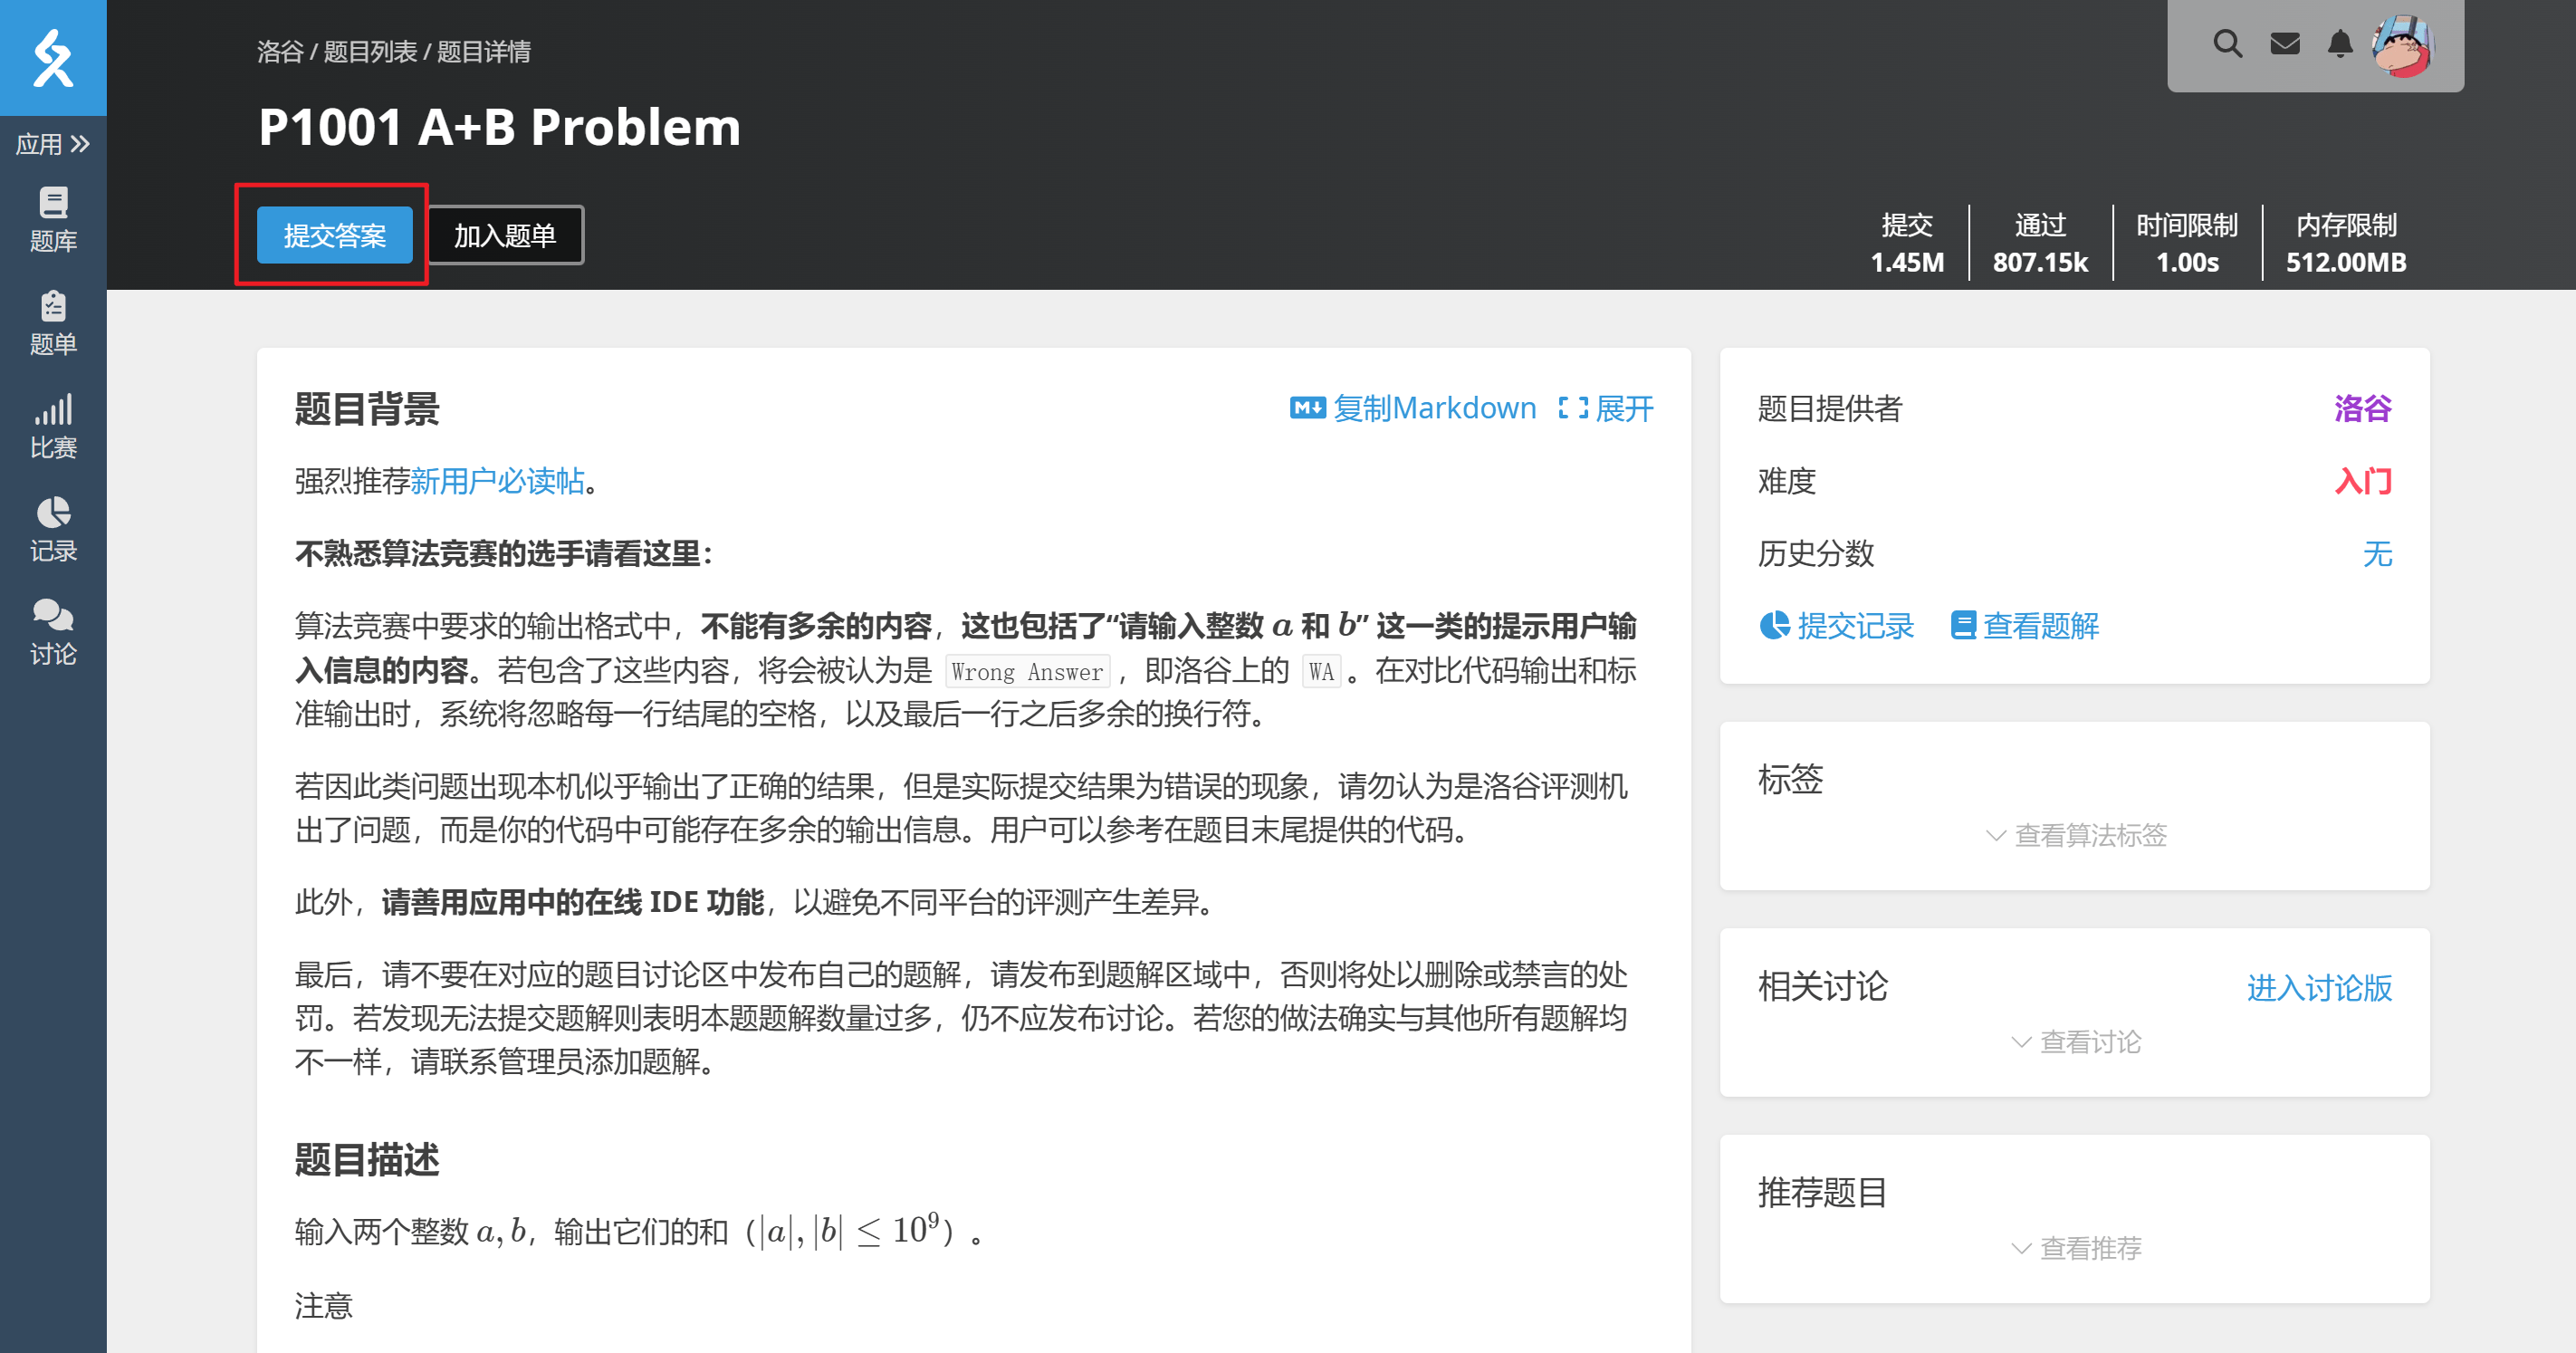 洛谷 / 题目列表 / 题目详情
P1001 A+B Problem
提交答案
加入题单
提交
1.45M
通过
807.15k
时间限制
1.00s
内存限制
512.00MB
应用
题库
题单
比赛
记录
讨论
题目背景
复制Markdown 展开
强烈推荐新用户必读帖。
不熟悉算法竞赛的选手请看这里：
算法竞赛中要求的输出格式中，不能有多余的内容，这也包括了“请输入整数 a 和 b” 这一类的提示用户输
入信息的内容。若包含了这些内容，将会被认为是 Wrong Answer ，即洛谷上的 WA 。在对比代码输出和标
准输出时，系统将忽略每一行结尾的空格，以及最后一行之后多余的换行符。
若因此类问题出现本机似乎输出了正确的结果，但是实际提交结果为错误的现象，请勿认为是洛谷评测机
出了问题，而是你的代码中可能存在多余的输出信息。用户可以参考在题目末尾提供的代码。
此外，请善用应用中的在线 IDE 功能，以避免不同平台的评测产生差异。
最后，请不要在对应的题目讨论区中发布自己的题解，请发布到题解区域中，否则将处以删除或禁言的处
罚。若发现无法提交题解则表明本题题解数量过多，仍不应发布讨论。若您的做法确实与其他所有题解均
不一样，请联系管理员添加题解。
题目描述
输入两个整数 a, b，输出它们的和（|a|, |b| ≤ 10⁹）。
注意
题目提供者 洛谷
难度 入门
历史分数 无
提交记录 查看题解
标签
查看算法标签
相关讨论 进入讨论版
查看讨论
推荐题目
查看推荐